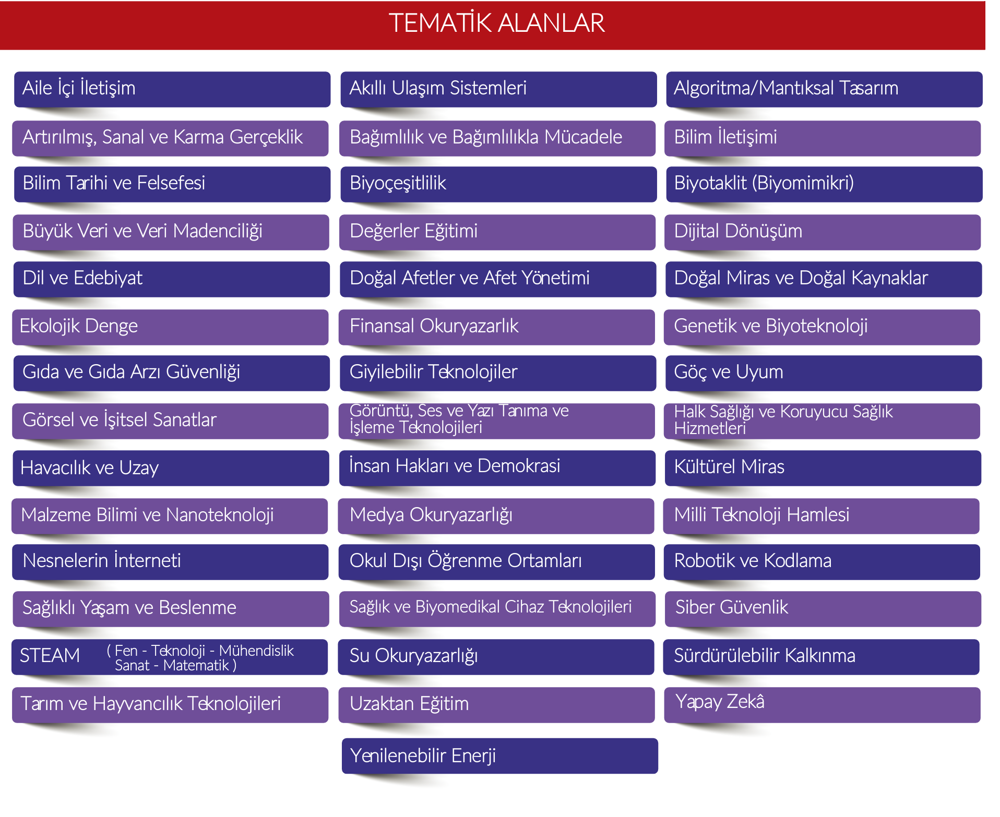 TEMATİK ALANLAR
Aile İçi İletişim
Akıllı Ulaşım Sistemleri
Algoritma/Mantıksal Tasarım
Artırılmış, Sanal ve Karma Gerçeklik
Bağımlılık ve Bağımlılıkla Mücadele
Bilim İletişimi
Bilim Tarihi ve Felsefesi
Biyoçeşitlilik
Biyotaklit (Biyomimikri)
Büyük Veri ve Veri Madenciliği
Değerler Eğitimi
Dijital Dönüşüm
Dil ve Edebiyat
Doğal Afetler ve Afet Yönetimi
Doğal Miras ve Doğal Kaynaklar
Ekolojik Denge
Finansal Okuryazarlık
Genetik ve Biyoteknoloji
Gıda ve Gıda Arzı Güvenliği
Giyilebilir Teknolojiler
Göç ve Uyum
Görsel ve İşitsel Sanatlar
Görüntü, Ses ve Yazı Tanıma ve
İşleme Teknolojileri
Halk Sağlığı ve Koruyucu Sağlık
Hizmetleri
Havacılık ve Uzay
İnsan Hakları ve Demokrasi
Kültürel Miras
Malzeme Bilimi ve Nanoteknoloji
Medya Okuryazarlığı
Milli Teknoloji Hamlesi
Nesnelerin İnterneti
Okul Dışı Öğrenme Ortamları
Robotik ve Kodlama
Sağlıklı Yaşam ve Beslenme
Sağlık ve Biyomedikal Cihaz Teknolojileri
Siber Güvenlik
STEAM ( Fen - Teknoloji - Mühendislik
Sanat - Matematik )
Su Okuryazarlığı
Sürdürülebilir Kalkınma
Tarım ve Hayvancılık Teknolojileri
Uzaktan Eğitim
Yapay Zekâ
Yenilenebilir Enerji